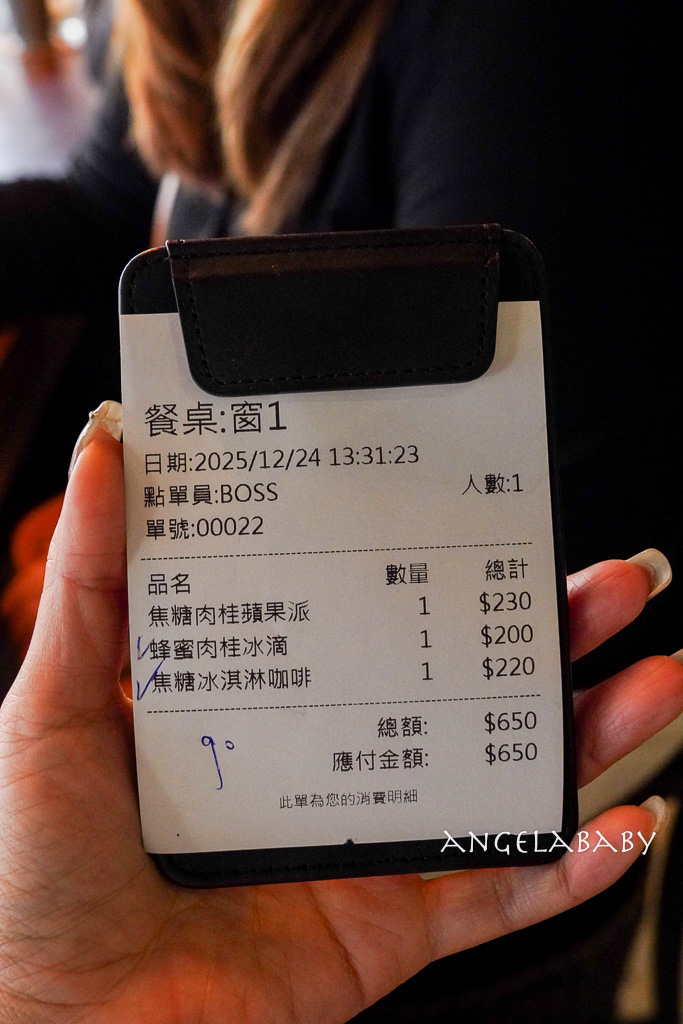 餐桌:窗1
日期:2025/12/24 13:31:23
點單員:BOSS 人數:1
單號:00022
品名 數量 總計
焦糖肉桂蘋果派 1 $230
蜂蜜肉桂冰滴 1 $200
焦糖冰淇淋咖啡 1 $220
總額: $650
應付金額: $650
90
此單為您的消費明細
ANGELABABY